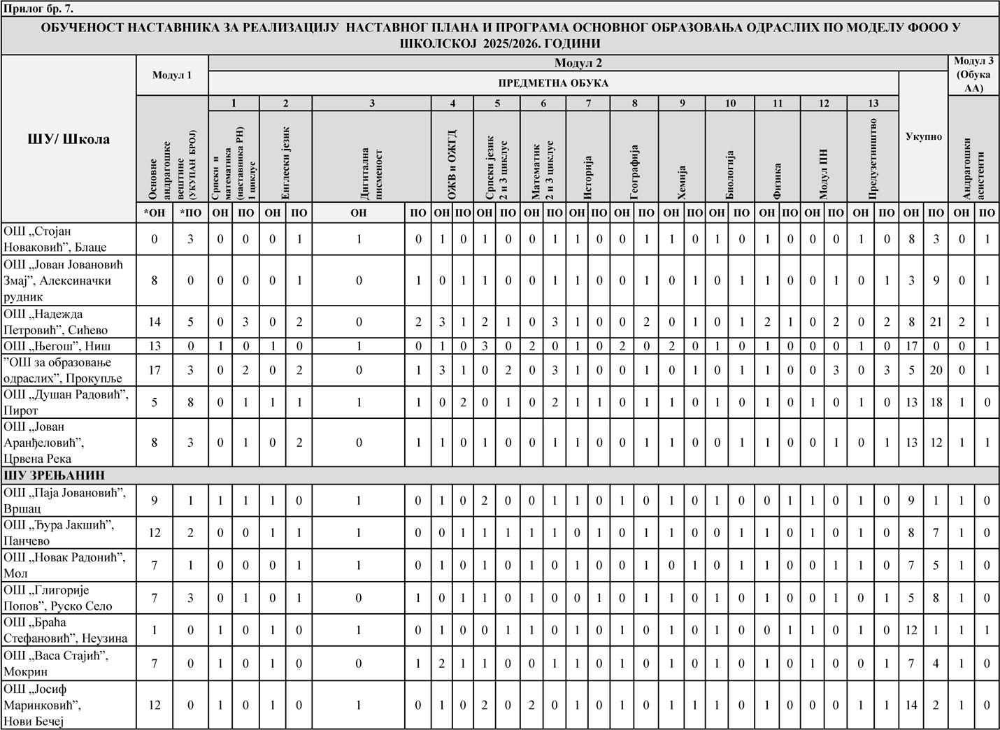 Прилог бр. 7.
ОБУЧЕНОСТ НАСТАВНИКА ЗА РЕАЛИЗАЦИЈУ НАСТАВНОГ ПЛАНА И ПРОГРАМА ОСНОВНОГ ОБРАЗОВАЊА ОДРАСЛИХ ПО МОДЕЛУ ФООО У
ШКОЛСКОЈ 2025/2026. ГОДИНИ
ШУ/ Школа
Модул 1
Модул 2
Модул 3
(Обука
АА)
ПРЕДМЕТНА ОБУКА
Укупно
1 2 3 4 5 6 7 8 9 10 11 12 13
Основне
андрагошке
вештине
(УКУПАН БРОЈ)
Српски и
математика
(наставника РН)
1 циклус
Енглески језик
Дигитална
писменост
ОЖВ и ОЖГД
Српски језик
2 и 3 циклус
Математик
2 и 3 циклус
Историја
Географија
Хемија
Биологија
Физика
Модул ПН
Предузетништво
Андрагошки
асистенти
*ОН *ПО ОН ПО ОН ПО ОН ПО ОН ПО ОН ПО ОН ПО ОН ПО ОН ПО ОН ПО ОН ПО ОН ПО ОН ПО ОН ПО ОН ПО ОН ПО
ОШ „Стојан
Новаковић”, Блаце 0 3 0 0 0 1 1 0 1 0 1 0 0 1 1 0 0 1 1 0 1 0 1 0 0 0 1 0 8 3 0 1
ОШ „Јован Јовановић
Змај”, Алексиначки 8 0 0 0 0 1 0 1 0 1 1 0 0 1 1 0 0 1 0 1 0 1 1 0 0 1 0 1 3 9 0 1
рудник
ОШ „Надежда
Петровић”, Сићево 14 5 0 3 0 2 0 2 3 1 2 1 0 3 1 0 0 2 0 1 0 1 2 1 0 2 0 2 8 21 2 1
ОШ „Његош”, Ниш 13 0 1 0 1 0 1 0 1 0 3 0 2 0 1 0 2 0 2 0 1 0 1 0 0 0 1 0 17 0 0 1
”ОШ за образовање
одраслих”, Прокупље 17 3 0 2 0 2 0 1 3 1 0 2 0 3 1 0 0 1 0 1 0 1 1 0 0 3 0 3 5 20 0 1
ОШ „Душан Радовић”,
Пирот 5 8 0 1 1 1 1 1 0 2 0 1 0 2 1 1 0 1 1 0 1 0 1 0 1 0 1 0 13 18 1 0
ОШ „Јован
Аранђеловић”, 8 3 0 1 0 2 0 1 1 0 1 0 0 1 1 0 0 1 1 0 0 1 1 0 0 1 0 1 13 12 1 1
Црвена Река
ШУ ЗРЕЊАНИН
ОШ „Паја Јовановић”,
Вршац 9 1 1 1 1 0 1 0 1 0 2 0 0 1 1 0 1 0 1 0 1 0 0 1 1 0 1 0 9 1 1 0
ОШ „Ђура Јакшић”,
Панчево 12 2 0 0 1 1 1 0 0 1 1 1 1 1 0 1 0 1 1 0 0 1 0 1 1 0 1 0 8 7 1 0
ОШ „Новак Радонић”,
Мол 7 1 0 0 0 1 1 0 1 0 1 0 1 0 1 0 0 1 0 1 0 1 1 0 0 1 1 0 7 5 1 0
ОШ „Глигорије
Попов”, Руско Село 7 3 0 1 0 1 0 1 0 1 1 0 1 0 0 1 0 1 1 0 1 0 1 0 0 1 0 1 5 8 1 0
ОШ „Браћа
Стефановић”, Неузина 1 0 1 0 1 0 1 0 1 0 0 1 1 0 1 0 1 0 1 0 1 0 0 1 1 0 1 0 12 1 1 1
ОШ „Васа Стајић”,
Мокрин 7 0 1 0 1 0 0 1 2 1 1 0 0 1 1 0 1 0 1 0 1 0 1 0 1 0 0 1 7 4 1 0
ОШ „Јосиф
Маринковић”, 12 0 1 0 1 0 1 0 1 0 2 0 2 0 1 0 1 0 1 1 1 0 1 0 0 0 1 1 14 2 1 0
Нови Бечеј